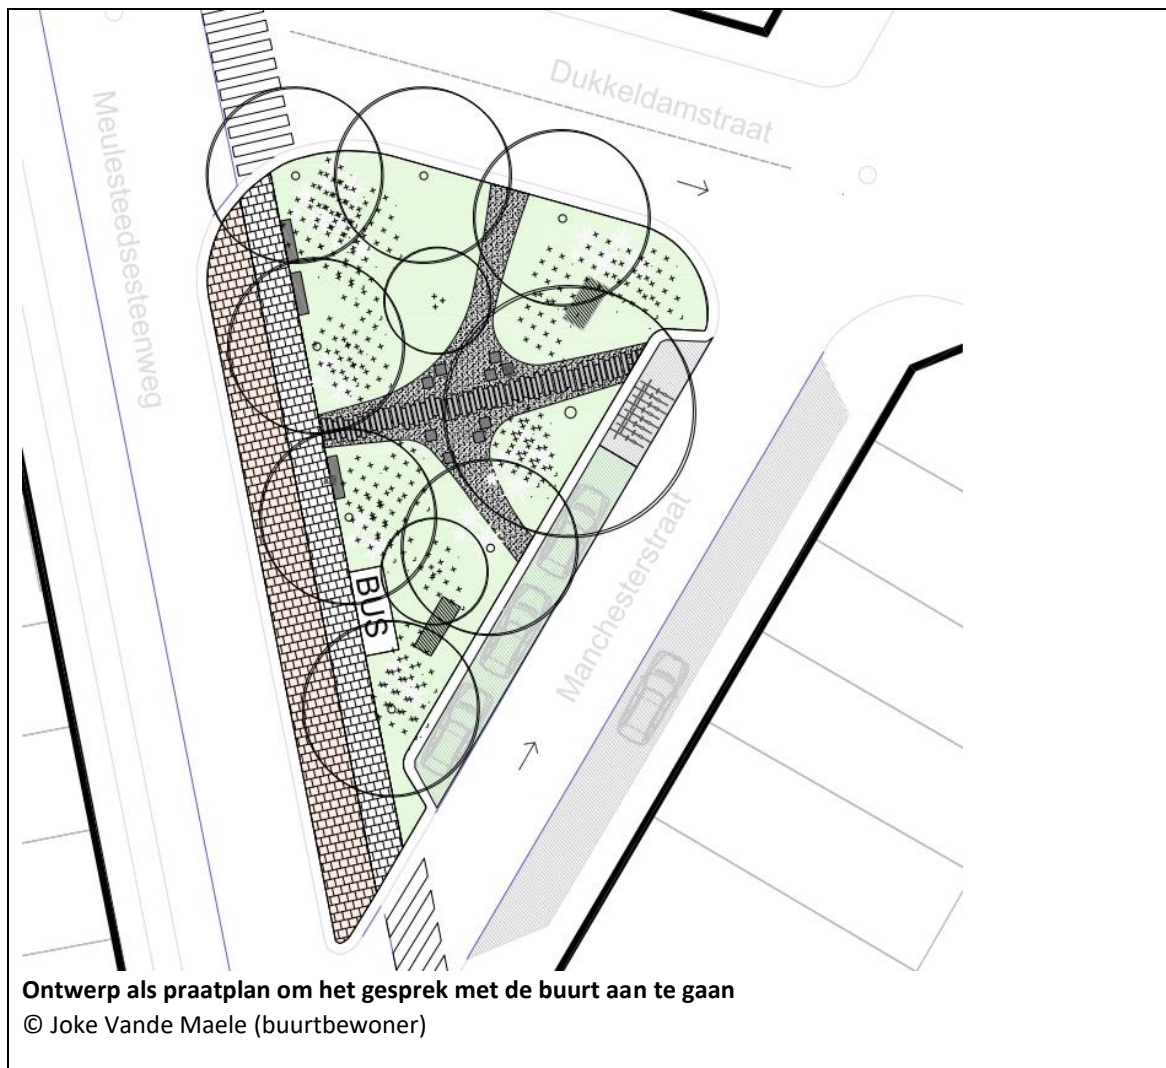 Dukkeldamstraat
Meulesteedsesteenweg
Manchesterstraat
BUS
Ontwerp als praatplan om het gesprek met de buurt aan te gaan
© Joke Vande Maele (buurtbewoner)